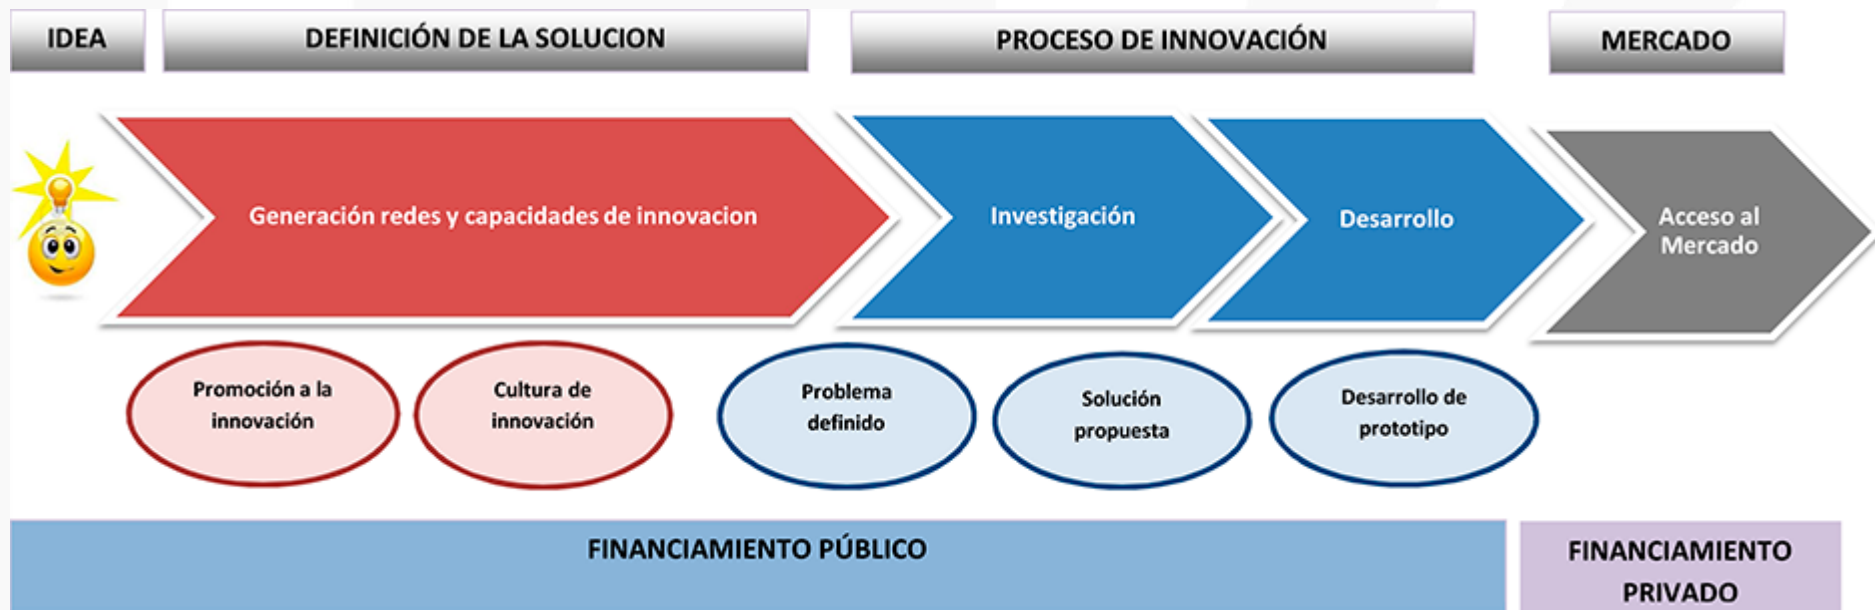 IDEA
DEFINICIÓN DE LA SOLUCION
PROCESO DE INNOVACIÓN
MERCADO
Generación redes y capacidades de innovacion
Investigación
Desarrollo
Acceso al
Mercado
Promoción a la
innovación
Cultura de
innovación
Problema
definido
Solución
propuesta
Desarrollo de
prototipo
FINANCIAMIENTO PÚBLICO
FINANCIAMIENTO
PRIVADO